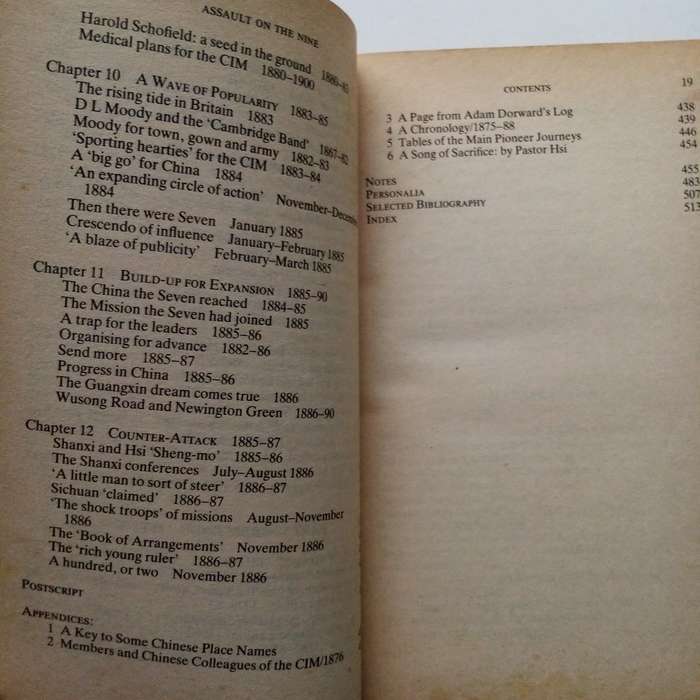 ASSAULT ON THE NINE
Harold Schofield: a seed in the ground 1880–83
Medical plans for the CIM 1880–1900
Chapter 10 A WAVE OF POPULARITY 1883–85
The rising tide in Britain 1883
D L Moody and the 'Cambridge Band' 1867–82
Moody for town, gown and army 1882–83
'Sporting hearties' for the CIM 1883–84
A 'big go' for China 1884
'An expanding circle of action' November–December
1884
Then there were Seven January 1885
Crescendo of influence January–February 1885
'A blaze of publicity' February–March 1885
Chapter 11 BUILD-UP FOR EXPANSION 1885–90
The China the Seven reached 1884–85
The Mission the Seven had joined 1885
A trap for the leaders 1885–86
Organising for advance 1882–86
Send more 1885–87
Progress in China 1885–86
The Guangxin dream comes true 1886
Wusong Road and Newington Green 1886–90
Chapter 12 COUNTER-ATTACK 1885–87
Shanxi and Hsi 'Sheng-mo' 1885–86
The Shanxi conferences July–August 1886
'A little man to sort of steer' 1886–87
Sichuan 'claimed' 1886–87
'The shock troops' of missions August–November
1886
The 'Book of Arrangements' November 1886
The 'rich young ruler' 1886–87
A hundred, or two November 1886
POSTSCRIPT
APPENDICES:
1 A Key to Some Chinese Place Names
2 Members and Chinese Colleagues of the CIM/1876
CONTENTS 19
3 A Page from Adam Dorward's Log 438
4 A Chronology/1875–88 439
5 Tables of the Main Pioneer Journeys 446
6 A Song of Sacrifice: by Pastor Hsi 454
NOTES 455
PERSONALIA 483
SELECTED BIBLIOGRAPHY 507
INDEX 513